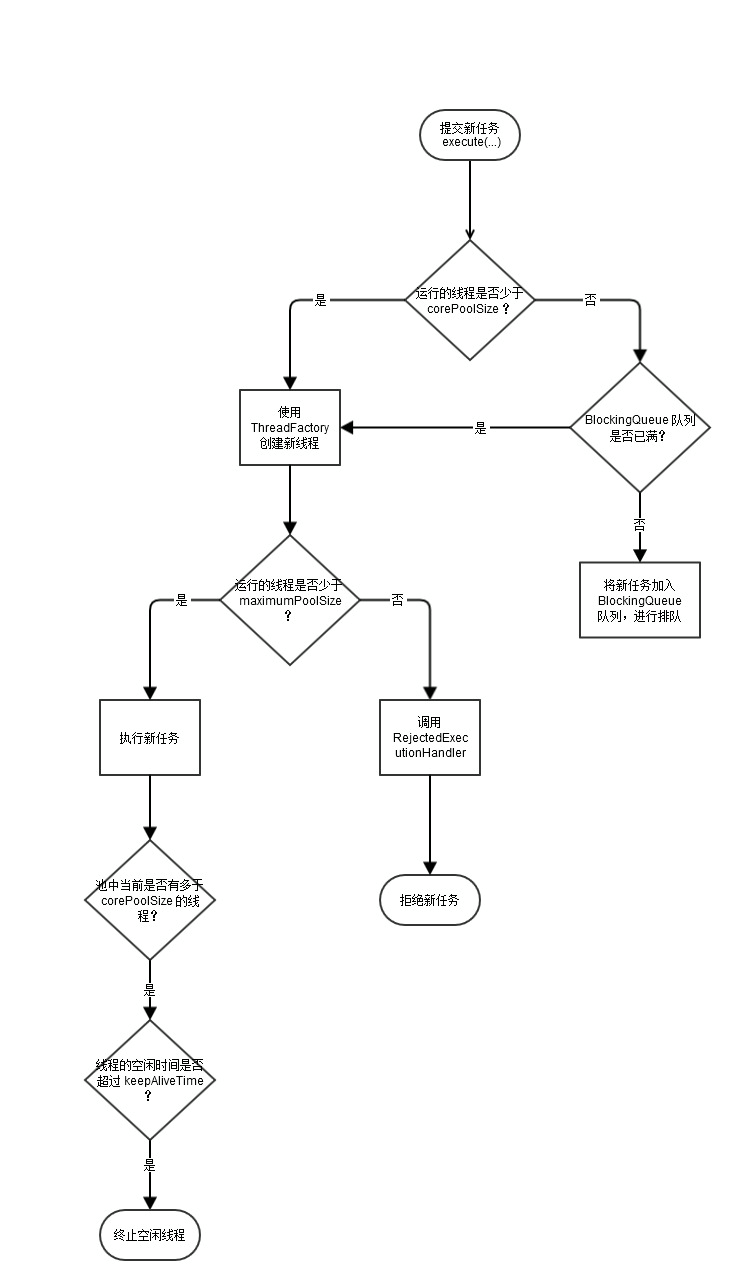 提交新任务
execute(...)
运行的线程是否少于
corePoolSize ？
是
否
使用
ThreadFactory
创建新线程
BlockingQueue 队列
是否已满？
是
否
将新任务加入
BlockingQueue
队列，进行排队
运行的线程是否少于
maximumPoolSize
？
是
否
执行新任务
调用
RejectedExec
utionHandler
池中当前是否有多于
corePoolSize 的线
程？
拒绝新任务
是
线程的空闲时间是否
超过 keepAliveTime
？
是
终止空闲线程